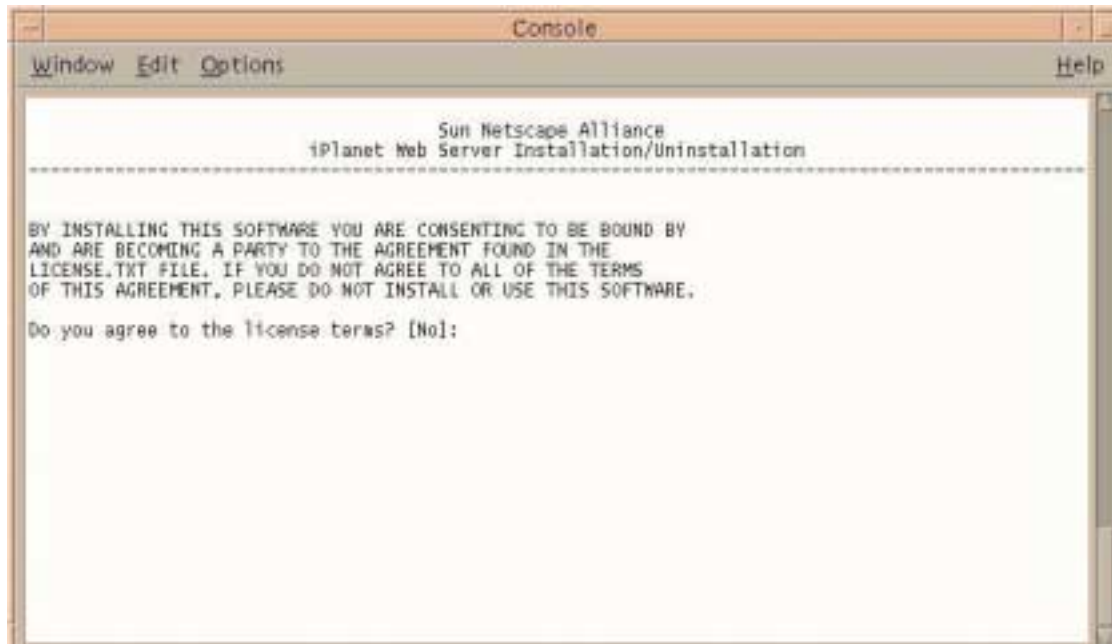 Console
Window Edit Options Help
Sun Netscape Alliance
iPlanet Web Server Installation/Uninstallation
BY INSTALLING THIS SOFTWARE YOU ARE CONSENTING TO BE BOUND BY
AND ARE BECOMING A PARTY TO THE AGREEMENT FOUND IN THE
LICENSE.TXT FILE. IF YOU DO NOT AGREE TO ALL OF THE TERMS
OF THIS AGREEMENT, PLEASE DO NOT INSTALL OR USE THIS SOFTWARE.
Do you agree to the license terms? [No]: